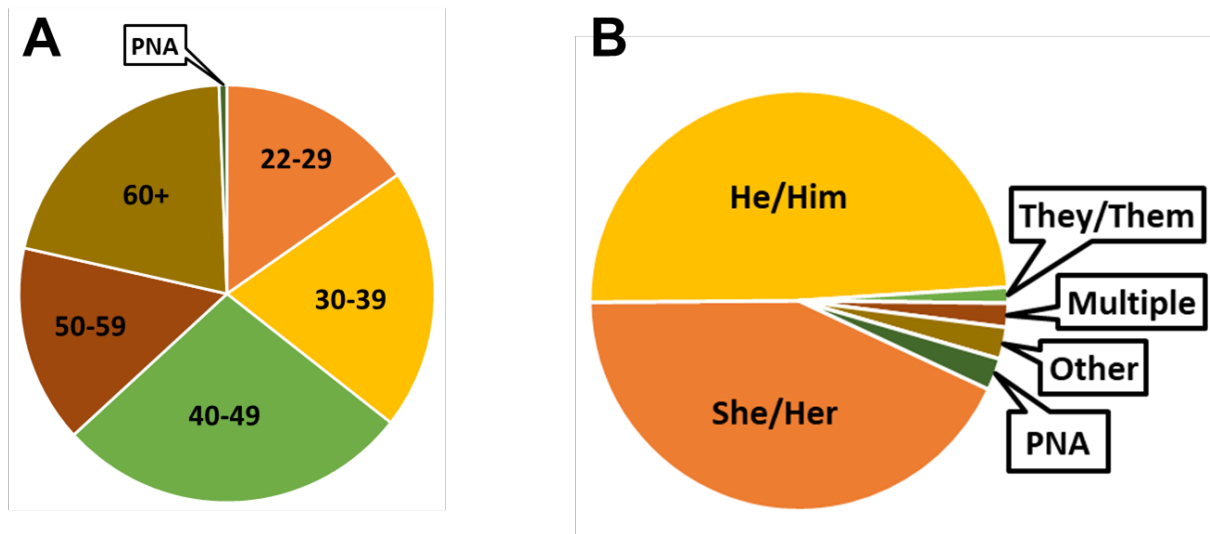 A
PNA
22-29
60+
30-39
50-59
40-49
B
He/Him
They/Them
Multiple
Other
She/Her
PNA